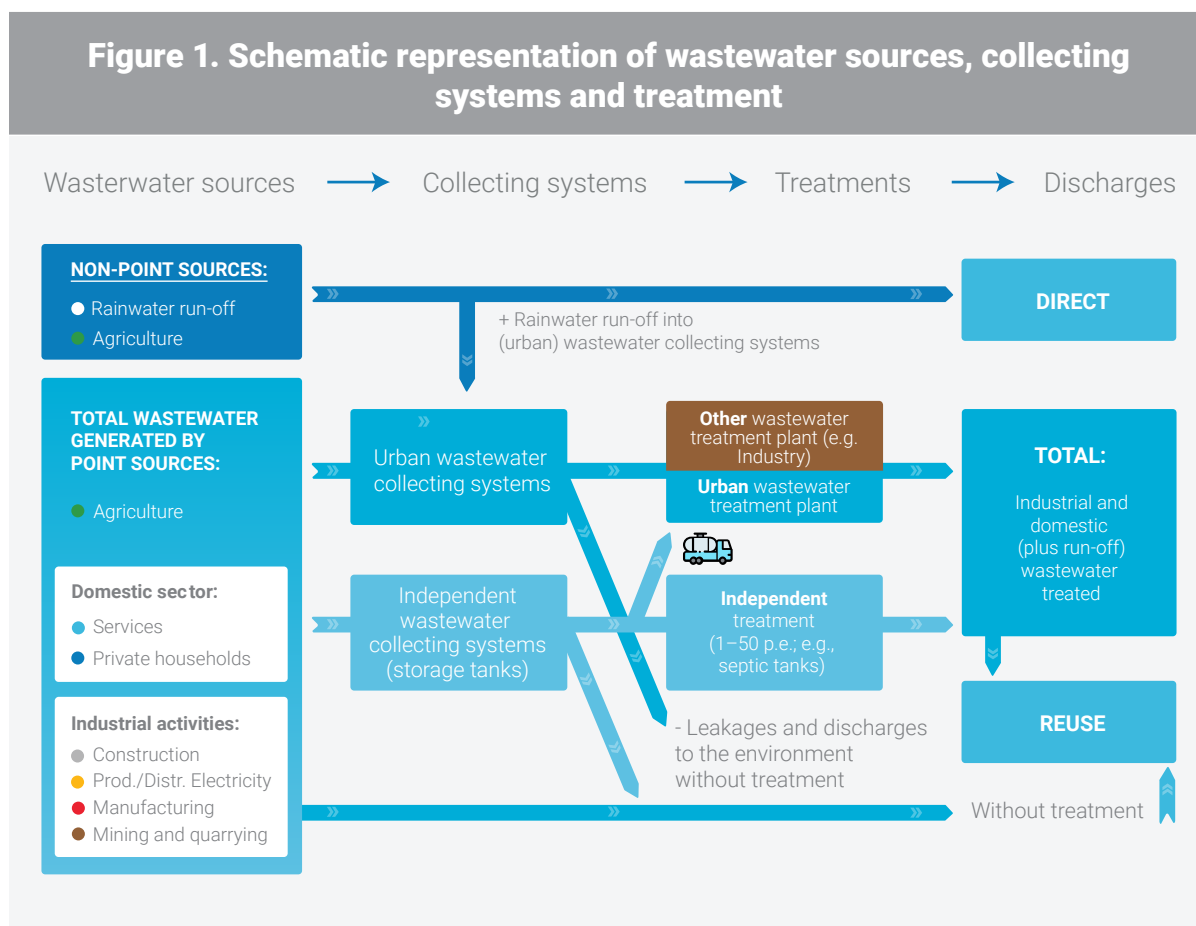 Figure 1. Schematic representation of wastewater sources, collecting
systems and treatment
Wasterwater sources
Collecting systems
Treatments
Discharges
NON-POINT SOURCES:
Rainwater run-off
Agriculture
+ Rainwater run-off into
(urban) wastewater collecting systems
DIRECT
TOTAL WASTEWATER
GENERATED BY
POINT SOURCES:
Agriculture
Domestic sector:
Services
Private households
Industrial activities:
Construction
Prod./Distr. Electricity
Manufacturing
Mining and quarrying
Urban wastewater
collecting systems
Independent
wastewater
collecting systems
(storage tanks)
Other wastewater
treatment plant (e.g.
Industry)
Urban wastewater
treatment plant
Independent
treatment
(1–50 p.e.; e.g.,
septic tanks)
- Leakages and discharges
to the environment
without treatment
TOTAL:
Industrial and
domestic
(plus run-off)
wastewater
treated
REUSE
Without treatment